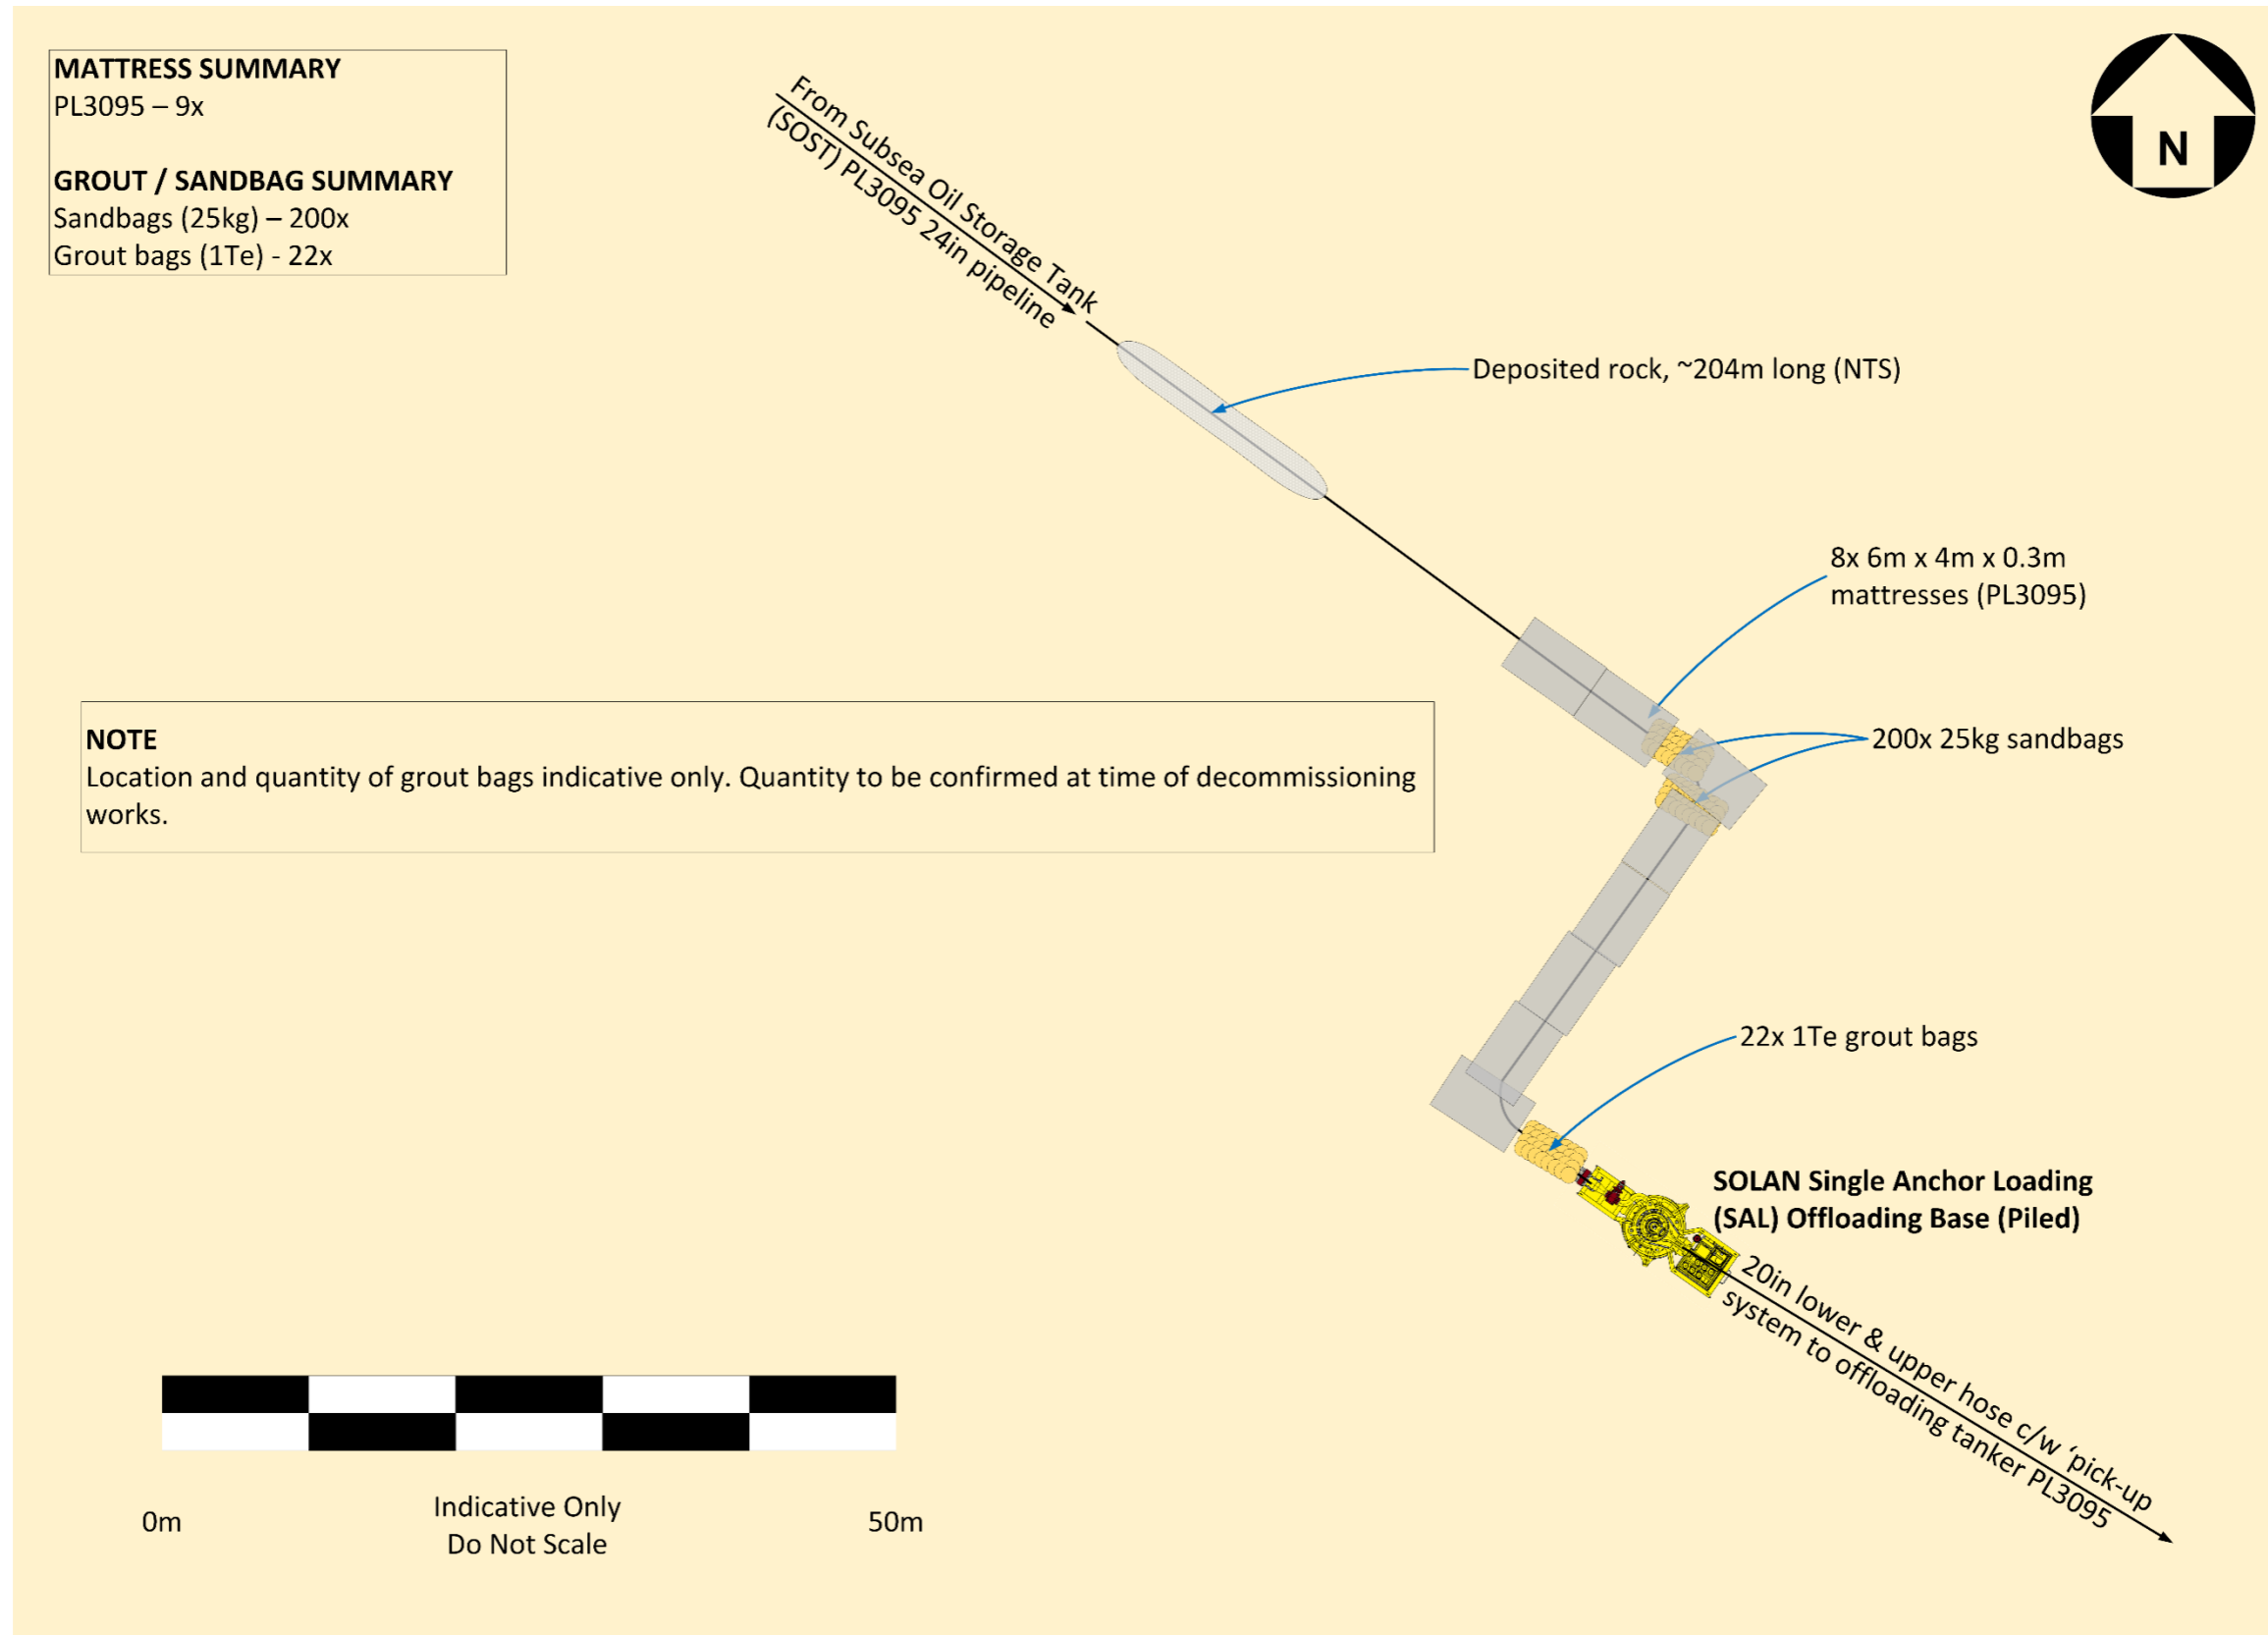 MATTRESS SUMMARY
PL3095 – 9x
GROUT / SANDBAG SUMMARY
Sandbags (25kg) – 200x
Grout bags (1Te) - 22x
N
From Subsea Oil Storage Tank
(SOST) PL3095 24in pipeline
Deposited rock, ~204m long (NTS)
8x 6m x 4m x 0.3m
mattresses (PL3095)
200x 25kg sandbags
NOTE
Location and quantity of grout bags indicative only. Quantity to be confirmed at time of decommissioning
works.
22x 1Te grout bags
SOLAN Single Anchor Loading
(SAL) Offloading Base (Piled)
20in lower & upper hose c/w ‘pick-up
system to offloading tanker PL3095
0m
Indicative Only
Do Not Scale
50m